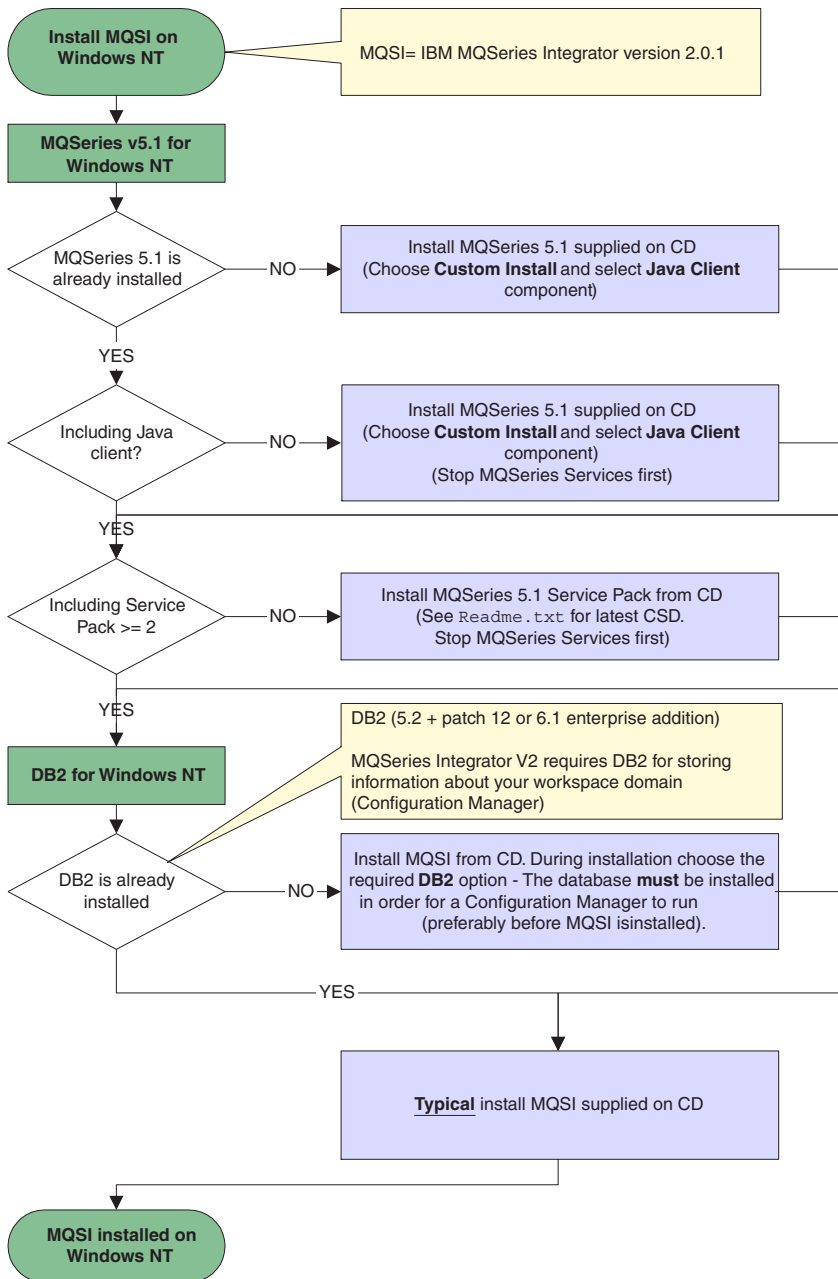 Install MQSI on
Windows NT
MQSI= IBM MQSeries Integrator version 2.0.1
MQSeries v5.1 for
Windows NT
MQSeries 5.1 is
already installed
NO
Install MQSeries 5.1 supplied on CD
(Choose Custom Install and select Java Client
component)
YES
Including Java
client?
NO
Install MQSeries 5.1 supplied on CD
(Choose Custom Install and select Java Client
component)
(Stop MQSeries Services first)
YES
Including Service
Pack >= 2
NO
Install MQSeries 5.1 Service Pack from CD
(See Readme.txt for latest CSD.
Stop MQSeries Services first)
YES
DB2 (5.2 + patch 12 or 6.1 enterprise addition)
MQSeries Integrator V2 requires DB2 for storing
information about your workspace domain
(Configuration Manager)
DB2 for Windows NT
DB2 is already
installed
NO
Install MQSI from CD. During installation choose the
required DB2 option - The database must be installed
in order for a Configuration Manager to run
(preferably before MQSI isinstalled).
YES
Typical install MQSI supplied on CD
MQSI installed on
Windows NT